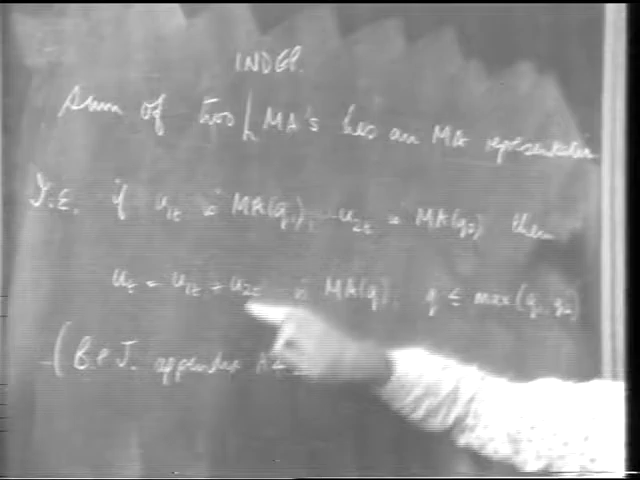 INDEP.
Sum of two MA's has an MA representation
I.E. if u₁ₜ is MA(q₁), u₂ₜ is MA(q₂) then
uₜ = u₁ₜ + u₂ₜ is MA(q), q ≤ max(q₁, q₂)
(B. & J. appendix A4.